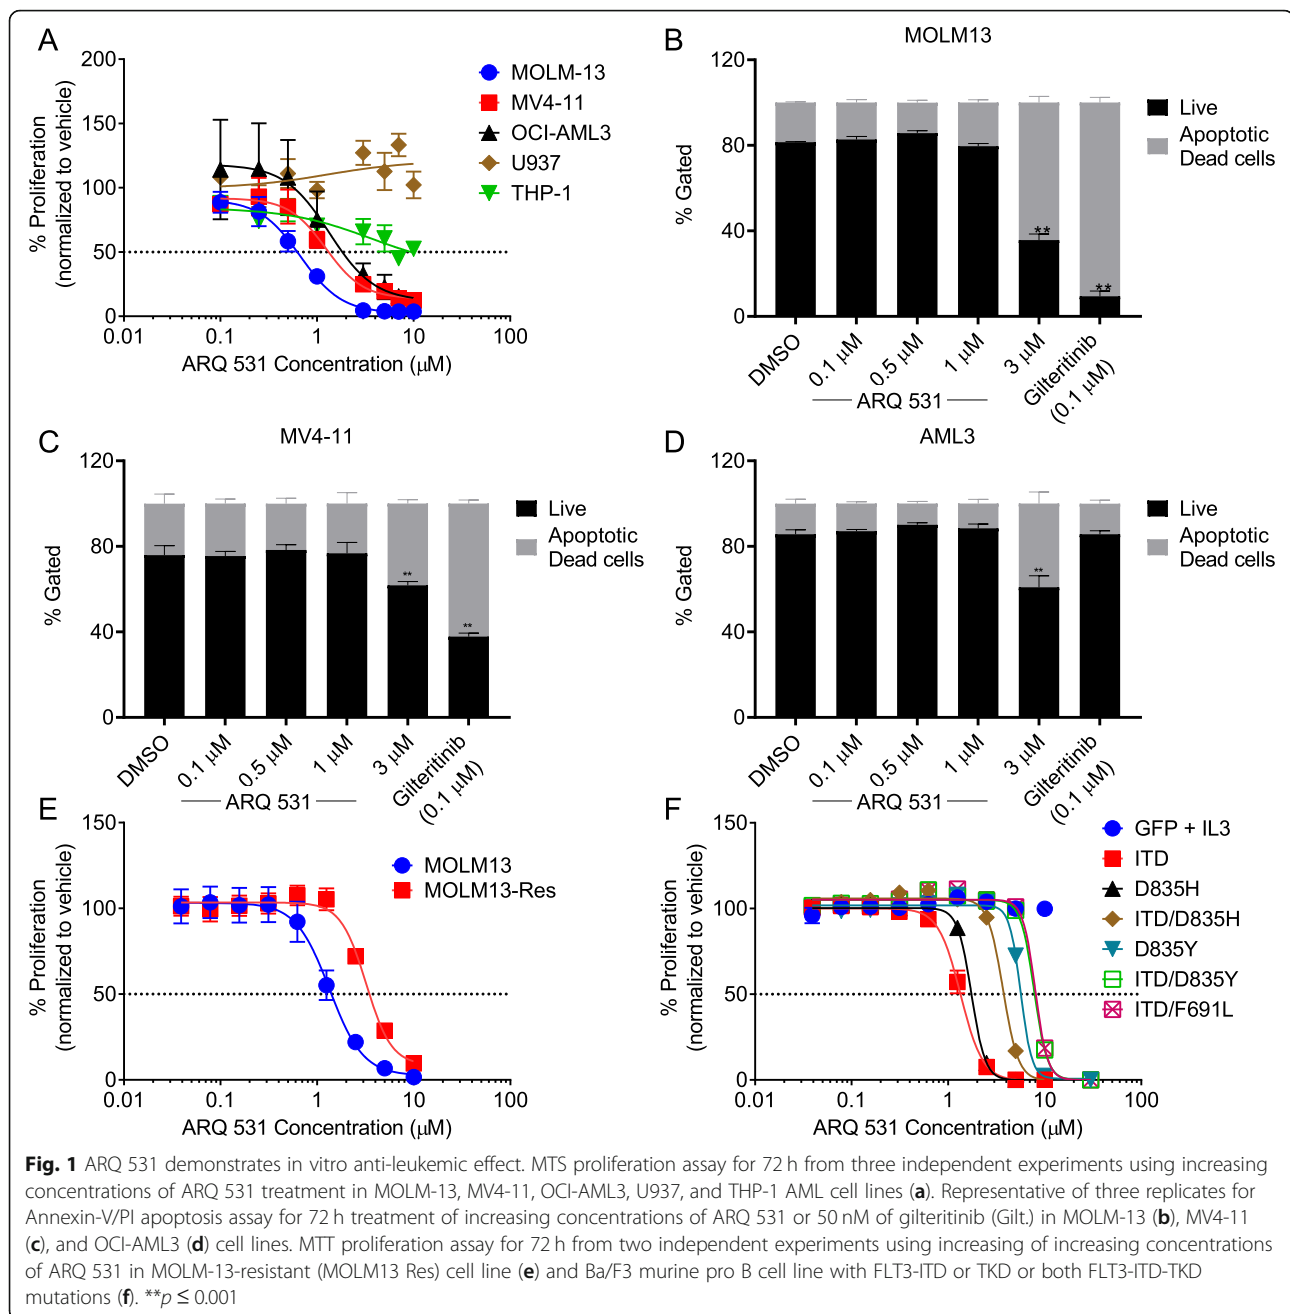 A
200
150
100
50
0
% Proliferation
(normalized to vehicle)
0.01
0.1
1
10
100
ARQ 531 Concentration (μM)
MOLM-13
MV4-11
OCI-AML3
U937
THP-1
B
MOLM13
120
80
40
0
% Gated
**
**
DMSO
0.1 μM
0.5 μM
1 μM
3 μM
Gilteritinib
(0.1 μM)
ARQ 531
Live
Apoptotic
Dead cells
C
MV4-11
120
80
40
0
% Gated
**
**
DMSO
0.1 μM
0.5 μM
1 μM
3 μM
Gilteritinib
(0.1 μM)
ARQ 531
Live
Apoptotic
Dead cells
D
AML3
120
80
40
0
% Gated
**
DMSO
0.1 μM
0.5 μM
1 μM
3 μM
Gilteritinib
(0.1 μM)
ARQ 531
Live
Apoptotic
Dead cells
E
150
100
50
0
% Proliferation
(normalized to vehicle)
0.01
0.1
1
10
100
ARQ 531 Concentration (μM)
MOLM13
MOLM13-Res
F
150
100
50
0
% Proliferation
(normalized to vehicle)
0.01
0.1
1
10
100
ARQ 531 Concentration (μM)
GFP + IL3
ITD
D835H
ITD/D835H
D835Y
ITD/D835Y
ITD/F691L
Fig. 1 ARQ 531 demonstrates in vitro anti-leukemic effect. MTS proliferation assay for 72 h from three independent experiments using increasing
concentrations of ARQ 531 treatment in MOLM-13, MV4-11, OCI-AML3, U937, and THP-1 AML cell lines (a). Representative of three replicates for
Annexin-V/PI apoptosis assay for 72 h treatment of increasing concentrations of ARQ 531 or 50 nM of gilteritinib (Gilt.) in MOLM-13 (b), MV4-11
(c), and OCI-AML3 (d) cell lines. MTT proliferation assay for 72 h from two independent experiments using increasing of increasing concentrations
of ARQ 531 in MOLM-13-resistant (MOLM13 Res) cell line (e) and Ba/F3 murine pro B cell line with FLT3-ITD or TKD or both FLT3-ITD-TKD
mutations (f). **p ≤ 0.001